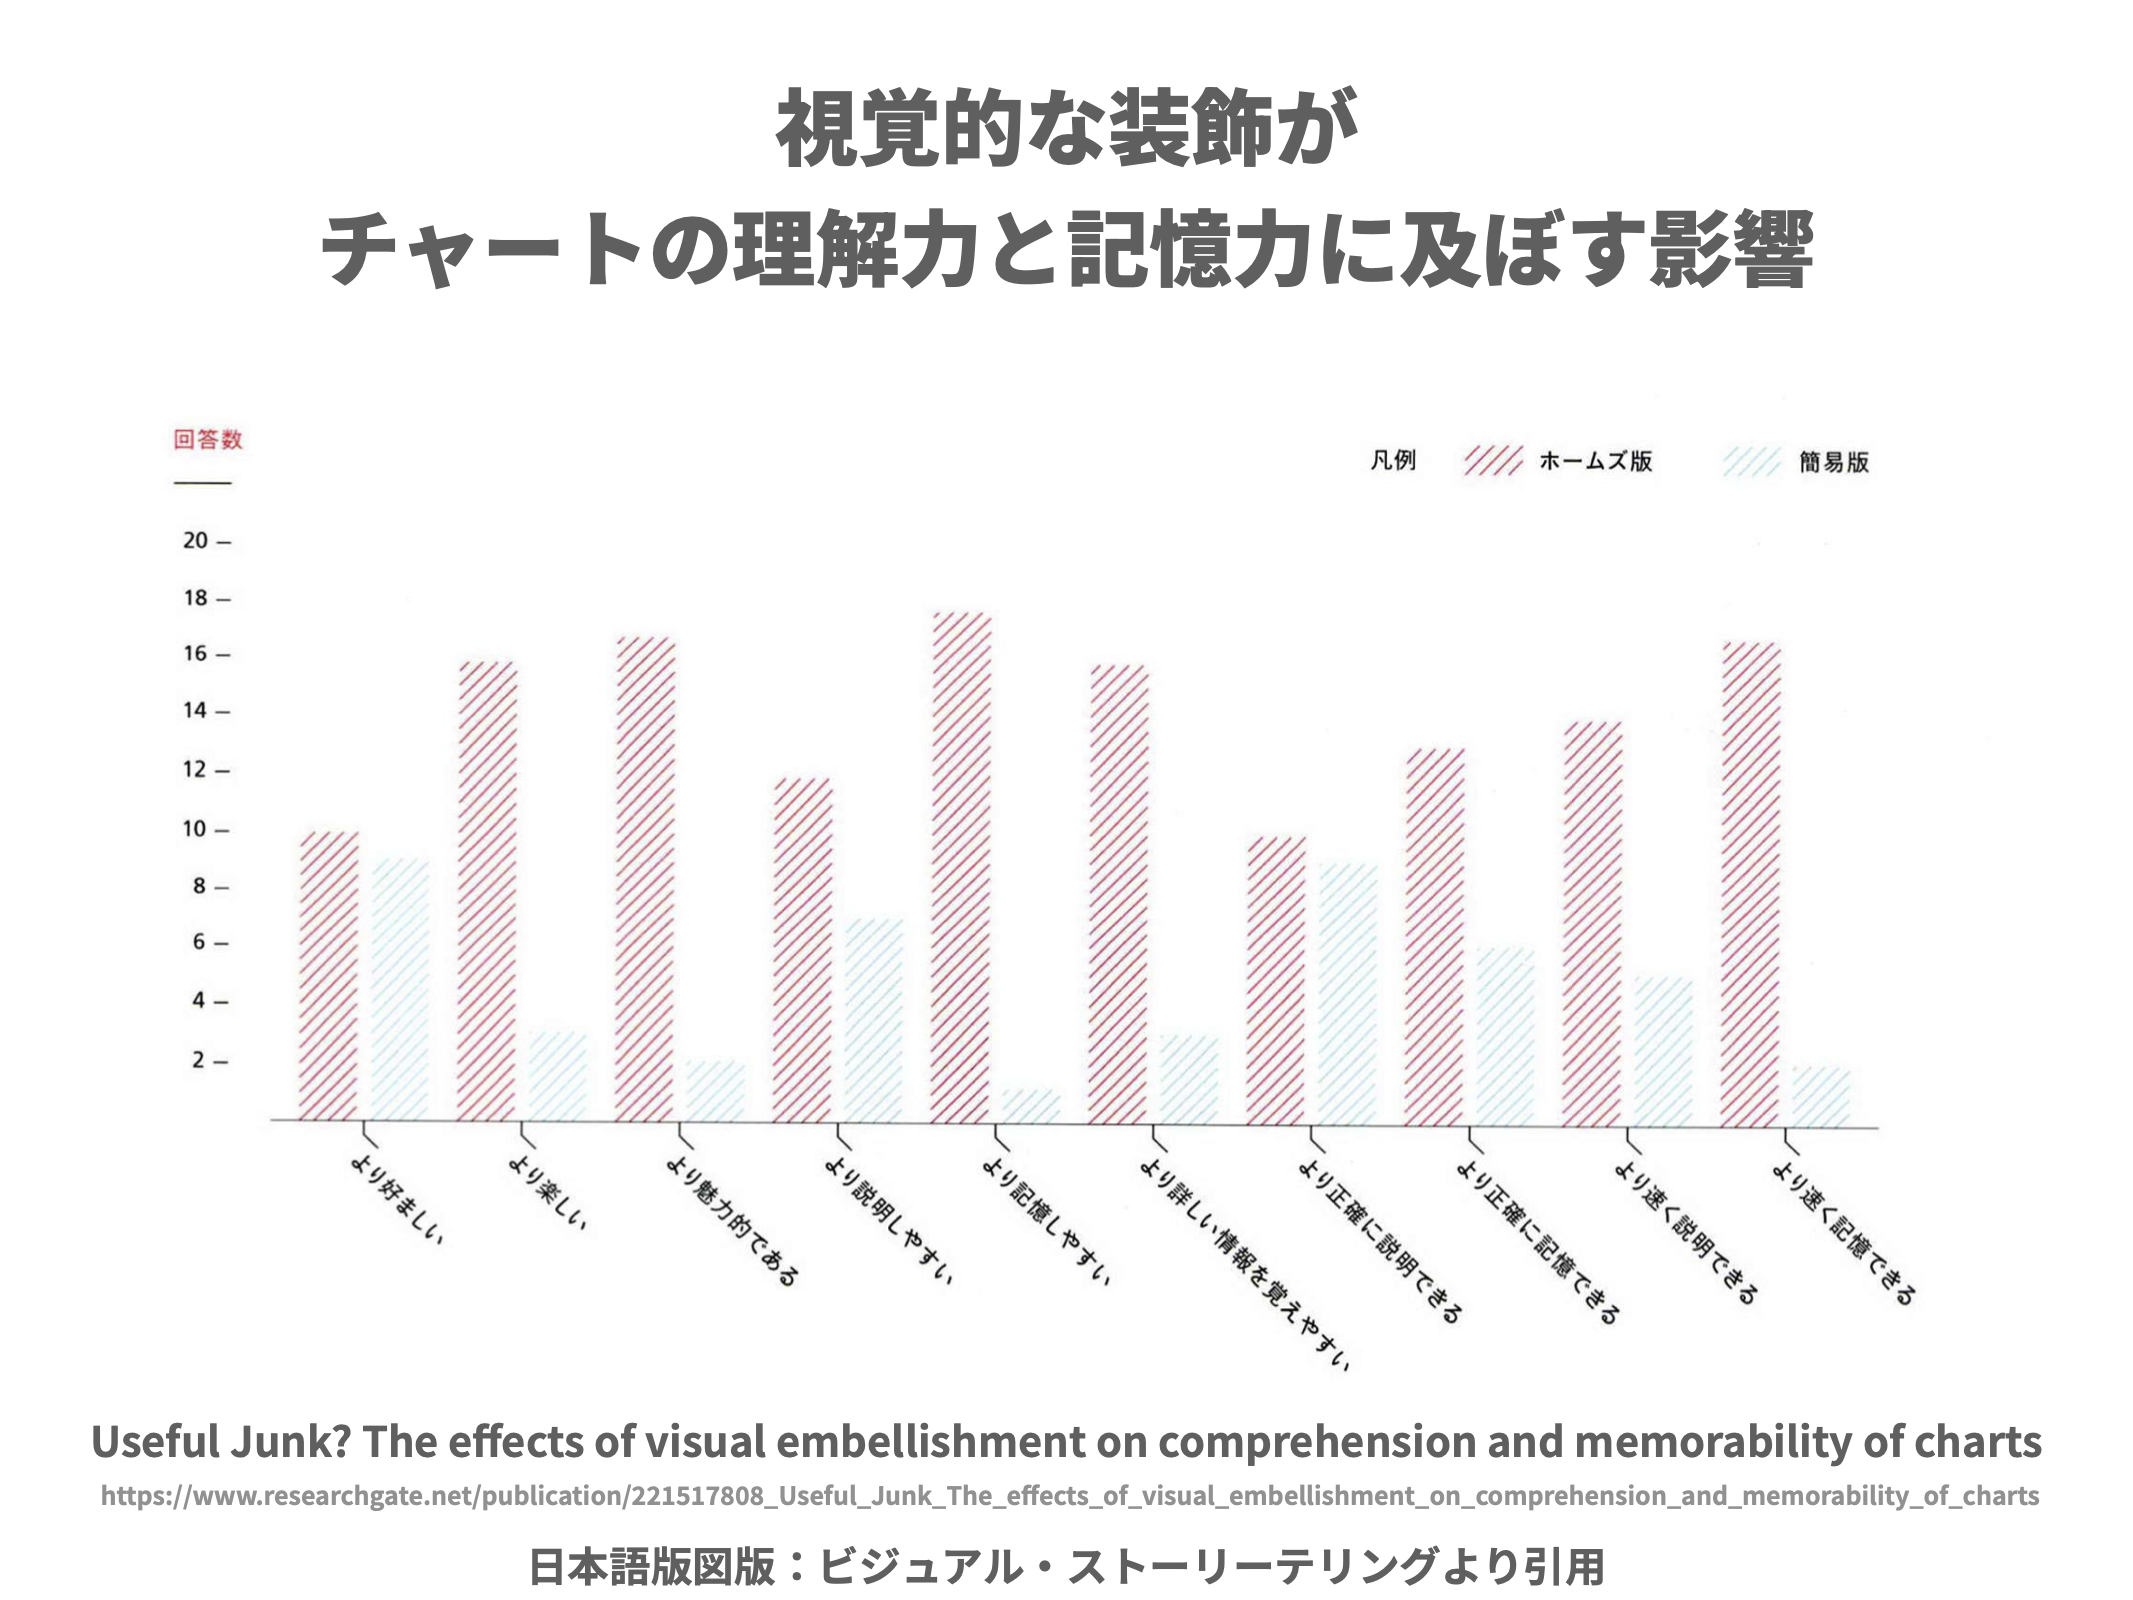 視覚的な装飾が
チャートの理解力と記憶力に及ぼす影響
回答数
凡例 ホームズ版 簡易版
20
18
16
14
12
10
8
6
4
2
より好ましい
より楽しい
より魅力的である
より説明しやすい
より記憶しやすい
より詳しい情報を覚えやすい
より正確に説明できる
より正確に記憶できる
より速く説明できる
より速く記憶できる
Useful Junk? The effects of visual embellishment on comprehension and memorability of charts
https://www.researchgate.net/publication/221517808_Useful_Junk_The_effects_of_visual_embellishment_on_comprehension_and_memorability_of_charts
日本語版図版：ビジュアル・ストーリーテリングより引用